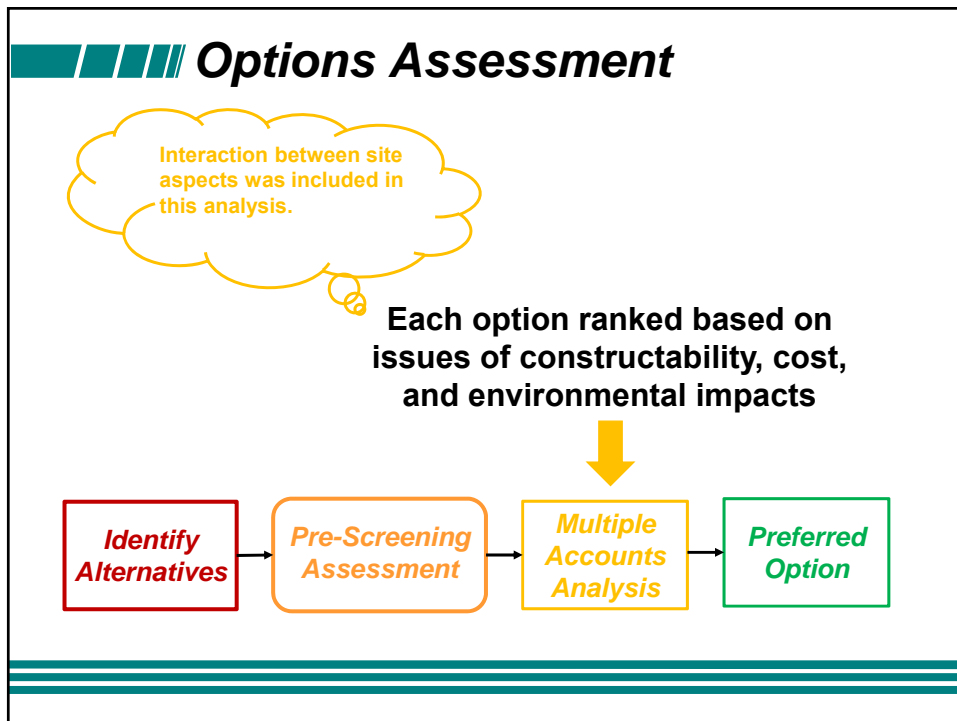 Options Assessment
Interaction between site
aspects was included in
this analysis.
Each option ranked based on
issues of constructability, cost,
and environmental impacts
Identify
Alternatives
Pre-Screening
Assessment
Multiple
Accounts
Analysis
Preferred
Option